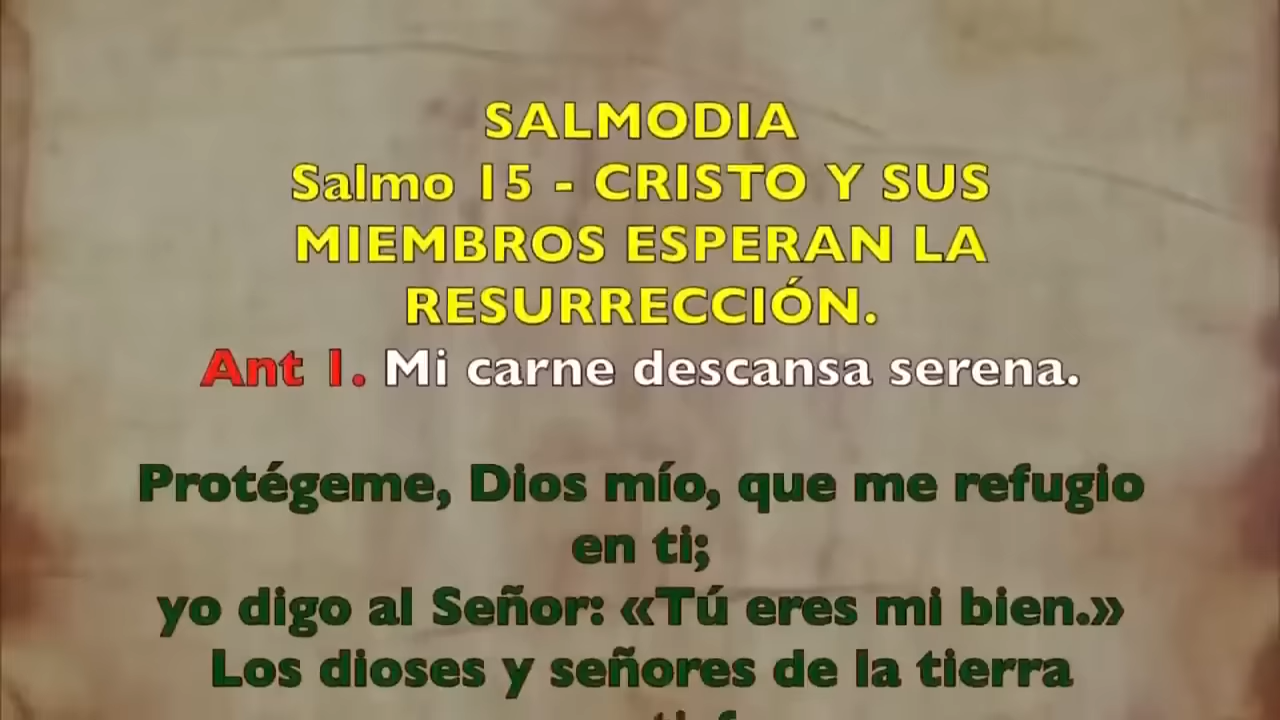 SALMODIA
Salmo 15 - CRISTO Y SUS
MIEMBROS ESPERAN LA
RESURRECCIÓN.
Ant 1. Mi carne descansa serena.
Protégeme, Dios mío, que me refugio
en ti;
yo digo al Señor: «Tú eres mi bien.»
Los dioses y señores de la tierra